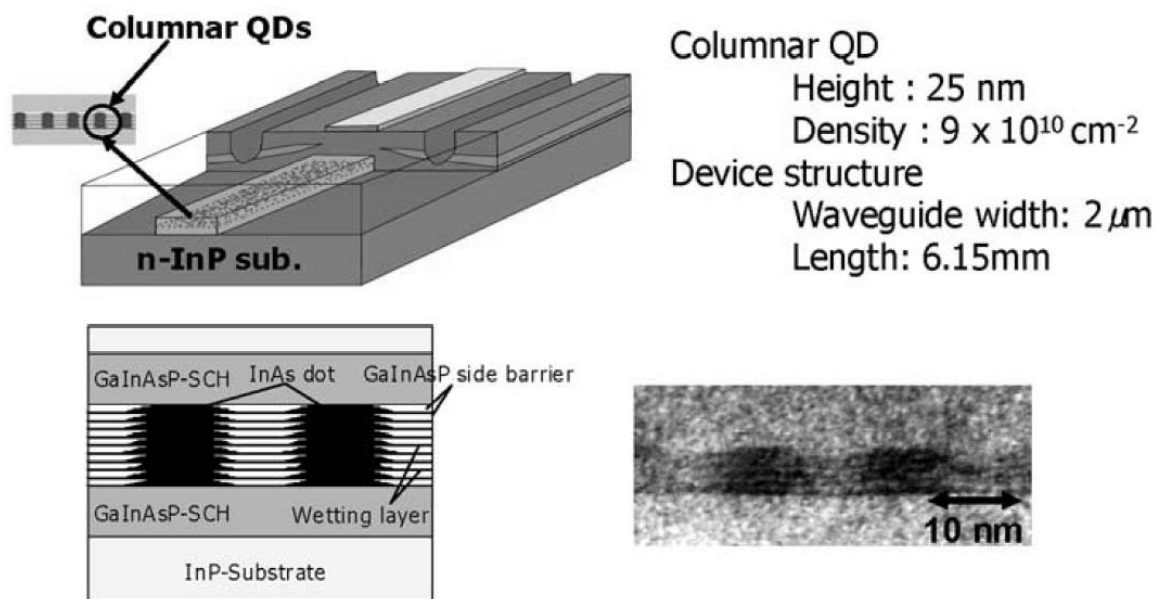 Columnar QDs
n-InP sub.
Columnar QD
Height : 25 nm
Density : 9 x 10¹⁰ cm⁻²
Device structure
Waveguide width: 2 μm
Length: 6.15mm
GaInAsP-SCH
InAs dot
GaInAsP side barrier
GaInAsP-SCH
Wetting layer
InP-Substrate
10 nm